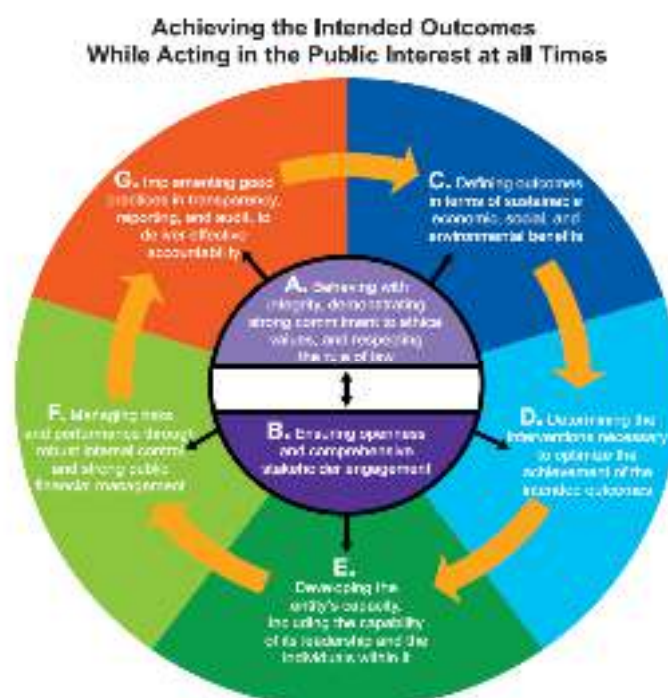 Achieving the Intended Outcomes
While Acting in the Public Interest at all Times
G. Implementing good
practices in transparency,
reporting, and audit, to
deliver effective
accountability
C. Defining outcomes
in terms of sustainable
economic, social, and
environmental benefits
A. Behaving with
integrity, demonstrating
strong commitment to ethical
values, and respecting
the rule of law
B. Ensuring openness
and comprehensive
stakeholder engagement
D. Determining the
interventions necessary
to optimize the
achievement of the
intended outcomes
F. Managing risks
and performance through
robust internal control
and strong public
financial management
E.
Developing the
entity's capacity,
including the capability
of its leadership and the
individuals within it